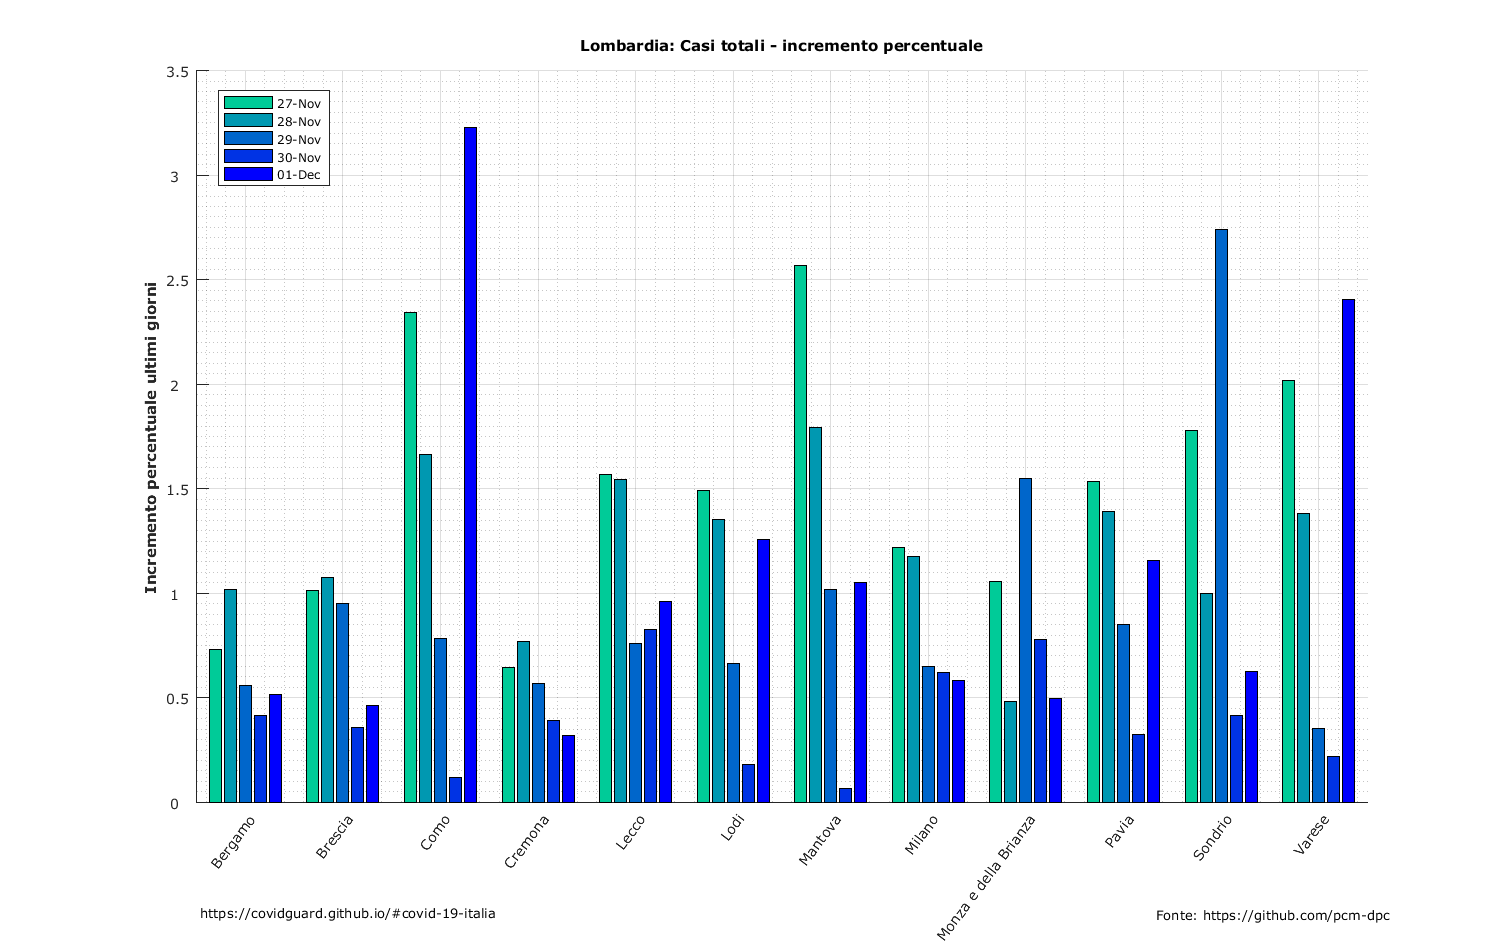 Lombardia: Casi totali - incremento percentuale
3.5
3
2.5
2
1.5
1
0.5
0
Incremento percentuale ultimi giorni
27-Nov
28-Nov
29-Nov
30-Nov
01-Dec
Bergamo
Brescia
Como
Cremona
Lecco
Lodi
Mantova
Milano
Monza e della Brianza
Pavia
Sondrio
Varese
https://covidguard.github.io/#covid-19-italia
Fonte: https://github.com/pcm-dpc